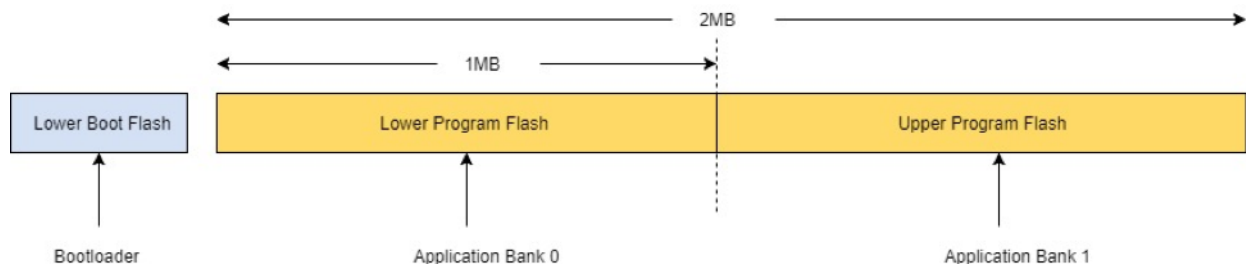 2MB
1MB
Lower Boot Flash
Lower Program Flash
Upper Program Flash
Bootloader
Application Bank 0
Application Bank 1